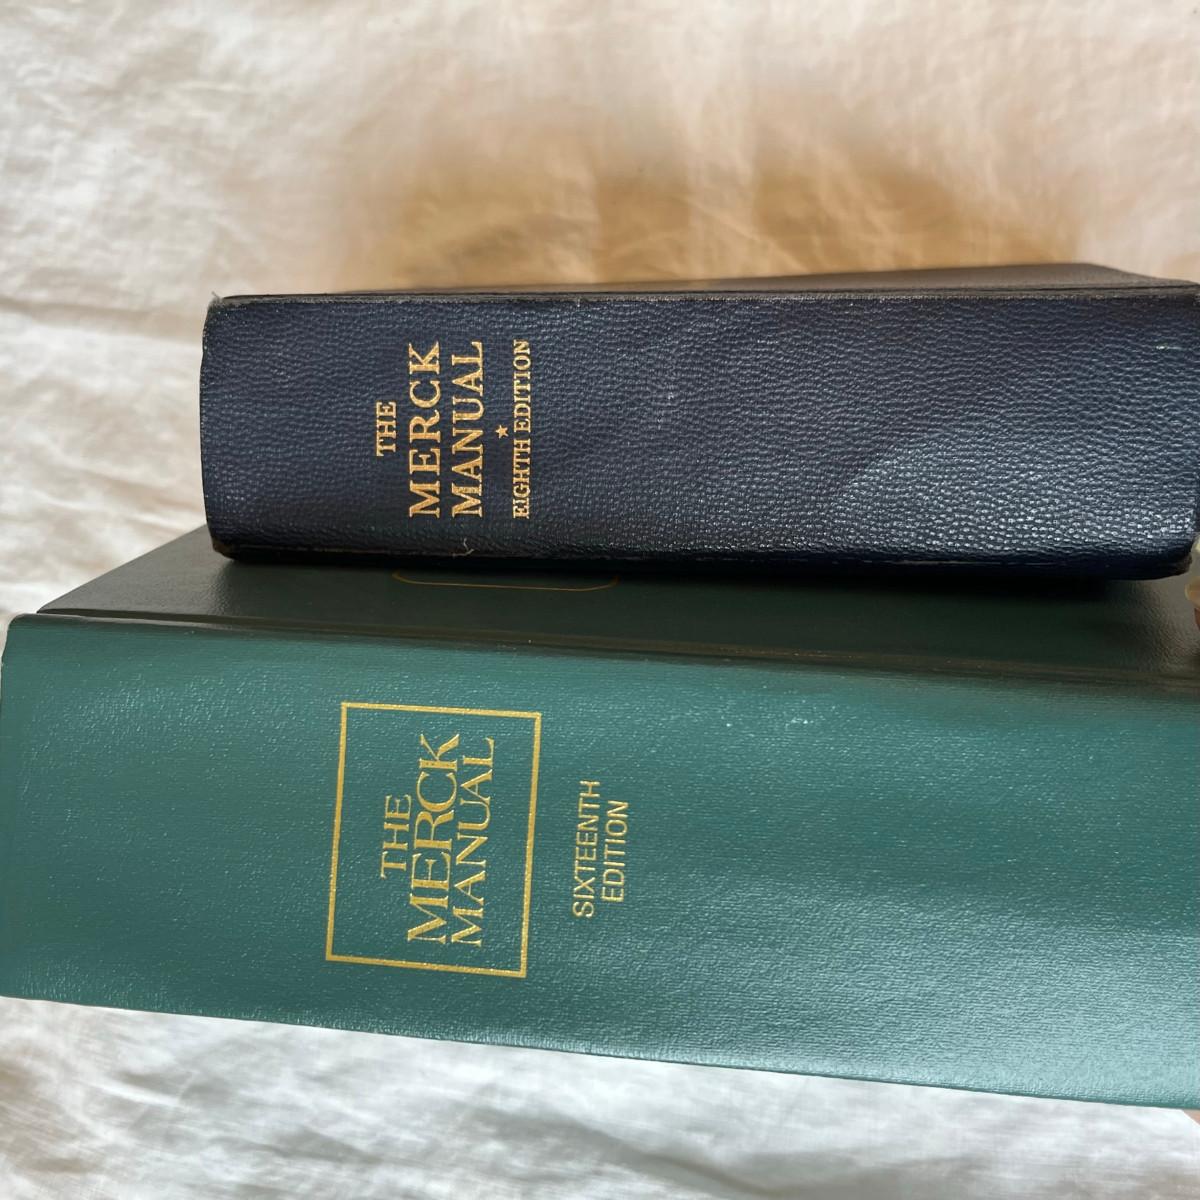 THE
MERCK
MANUAL
★
EIGHTH EDITION
THE
MERCK
MANUAL
SIXTEENTH
EDITION